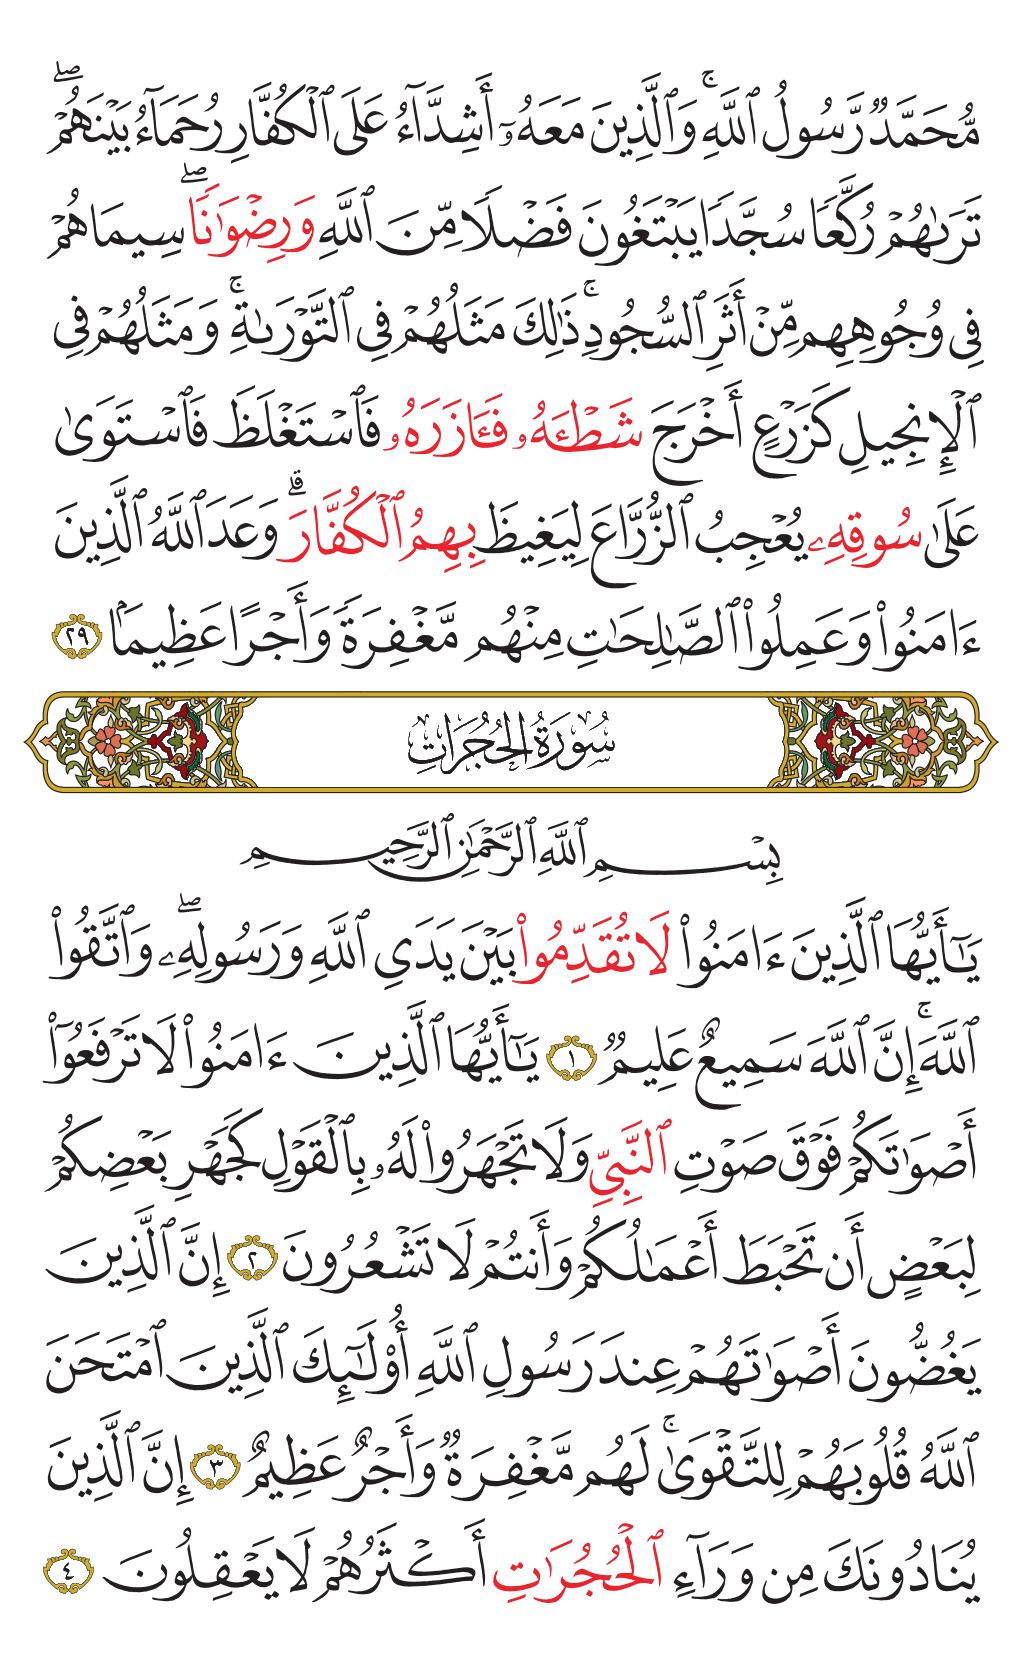 مُّحَمَّدٞ رَّسُولُ ٱللَّهِۚ وَٱلَّذِينَ مَعَهُۥٓ أَشِدَّآءُ عَلَى ٱلۡكُفَّارِ رُحَمَآءُ بَيۡنَهُمۡۖ
تَرَىٰهُمۡ رُكَّعٗا سُجَّدٗا يَبۡتَغُونَ فَضۡلٗا مِّنَ ٱللَّهِ وَرِضۡوَٰنٗاۖ سِيمَاهُمۡ
فِي وُجُوهِهِم مِّنۡ أَثَرِ ٱلسُّجُودِۚ ذَٰلِكَ مَثَلُهُمۡ فِي ٱلتَّوۡرَىٰةِۚ وَمَثَلُهُمۡ فِي
ٱلۡإِنجِيلِ كَزَرۡعٍ أَخۡرَجَ شَطۡـَٔهُۥ فَـَٔازَرَهُۥ فَٱسۡتَغۡلَظَ فَٱسۡتَوَىٰ
عَلَىٰ سُوقِهِۦ يُعۡجِبُ ٱلزُّرَّاعَ لِيَغِيظَ بِهِمُ ٱلۡكُفَّارَۗ وَعَدَ ٱللَّهُ ٱلَّذِينَ
ءَامَنُواْ وَعَمِلُواْ ٱلصَّٰلِحَٰتِ مِنۡهُم مَّغۡفِرَةٗ وَأَجۡرًا عَظِيمَۢا ٢٩
سُورَةُ الحُجُرَاتِ
بِسۡمِ ٱللَّهِ ٱلرَّحۡمَٰنِ ٱلرَّحِيمِ
يَـٰٓأَيُّهَا ٱلَّذِينَ ءَامَنُواْ لَا تُقَدِّمُواْ بَيۡنَ يَدَيِ ٱللَّهِ وَرَسُولِهِۦۖ وَٱتَّقُواْ
ٱللَّهَۚ إِنَّ ٱللَّهَ سَمِيعٌ عَلِيمٞ ١ يَـٰٓأَيُّهَا ٱلَّذِينَ ءَامَنُواْ لَا تَرۡفَعُوٓاْ
أَصۡوَٰتَكُمۡ فَوۡقَ صَوۡتِ ٱلنَّبِيِّ وَلَا تَجۡهَرُواْ لَهُۥ بِٱلۡقَوۡلِ كَجَهۡرِ بَعۡضِكُمۡ
لِبَعۡضٍ أَن تَحۡبَطَ أَعۡمَٰلُكُمۡ وَأَنتُمۡ لَا تَشۡعُرُونَ ٢ إِنَّ ٱلَّذِينَ
يَغُضُّونَ أَصۡوَٰتَهُمۡ عِندَ رَسُولِ ٱللَّهِ أُوْلَـٰٓئِكَ ٱلَّذِينَ ٱمۡتَحَنَ
ٱللَّهُ قُلُوبَهُمۡ لِلتَّقۡوَىٰۚ لَهُم مَّغۡفِرَةٞ وَأَجۡرٌ عَظِيمٌ ٣ إِنَّ ٱلَّذِينَ
يُنَادُونَكَ مِن وَرَآءِ ٱلۡحُجُرَٰتِ أَكۡثَرُهُمۡ لَا يَعۡقِلُونَ ٤